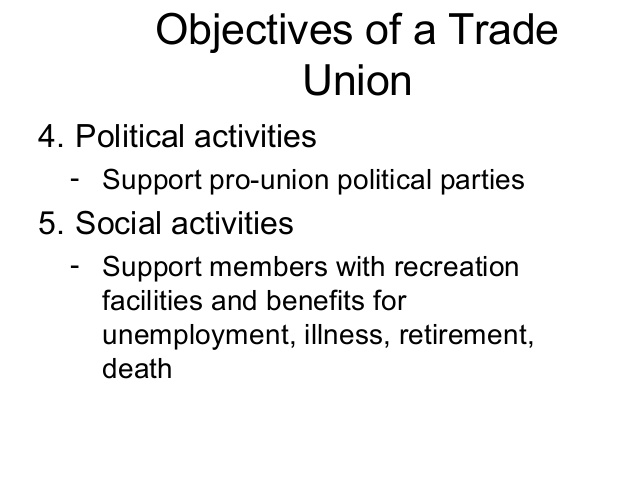 Objectives of a Trade
Union
4. Political activities
- Support pro-union political parties
5. Social activities
- Support members with recreation
facilities and benefits for
unemployment, illness, retirement,
death